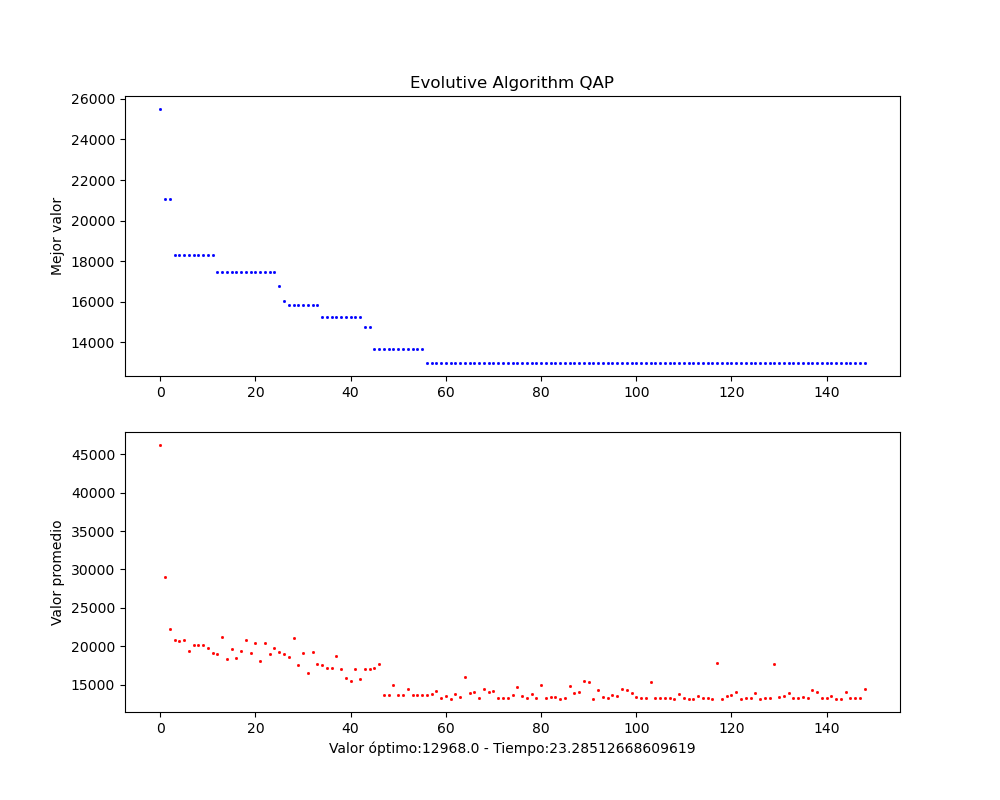 Evolutive Algorithm QAP
26000
24000
22000
20000
18000
16000
14000
Mejor valor
0 20 40 60 80 100 120 140
45000
40000
35000
30000
25000
20000
15000
Valor promedio
0 20 40 60 80 100 120 140
Valor óptimo:12968.0 - Tiempo:23.28512668609619